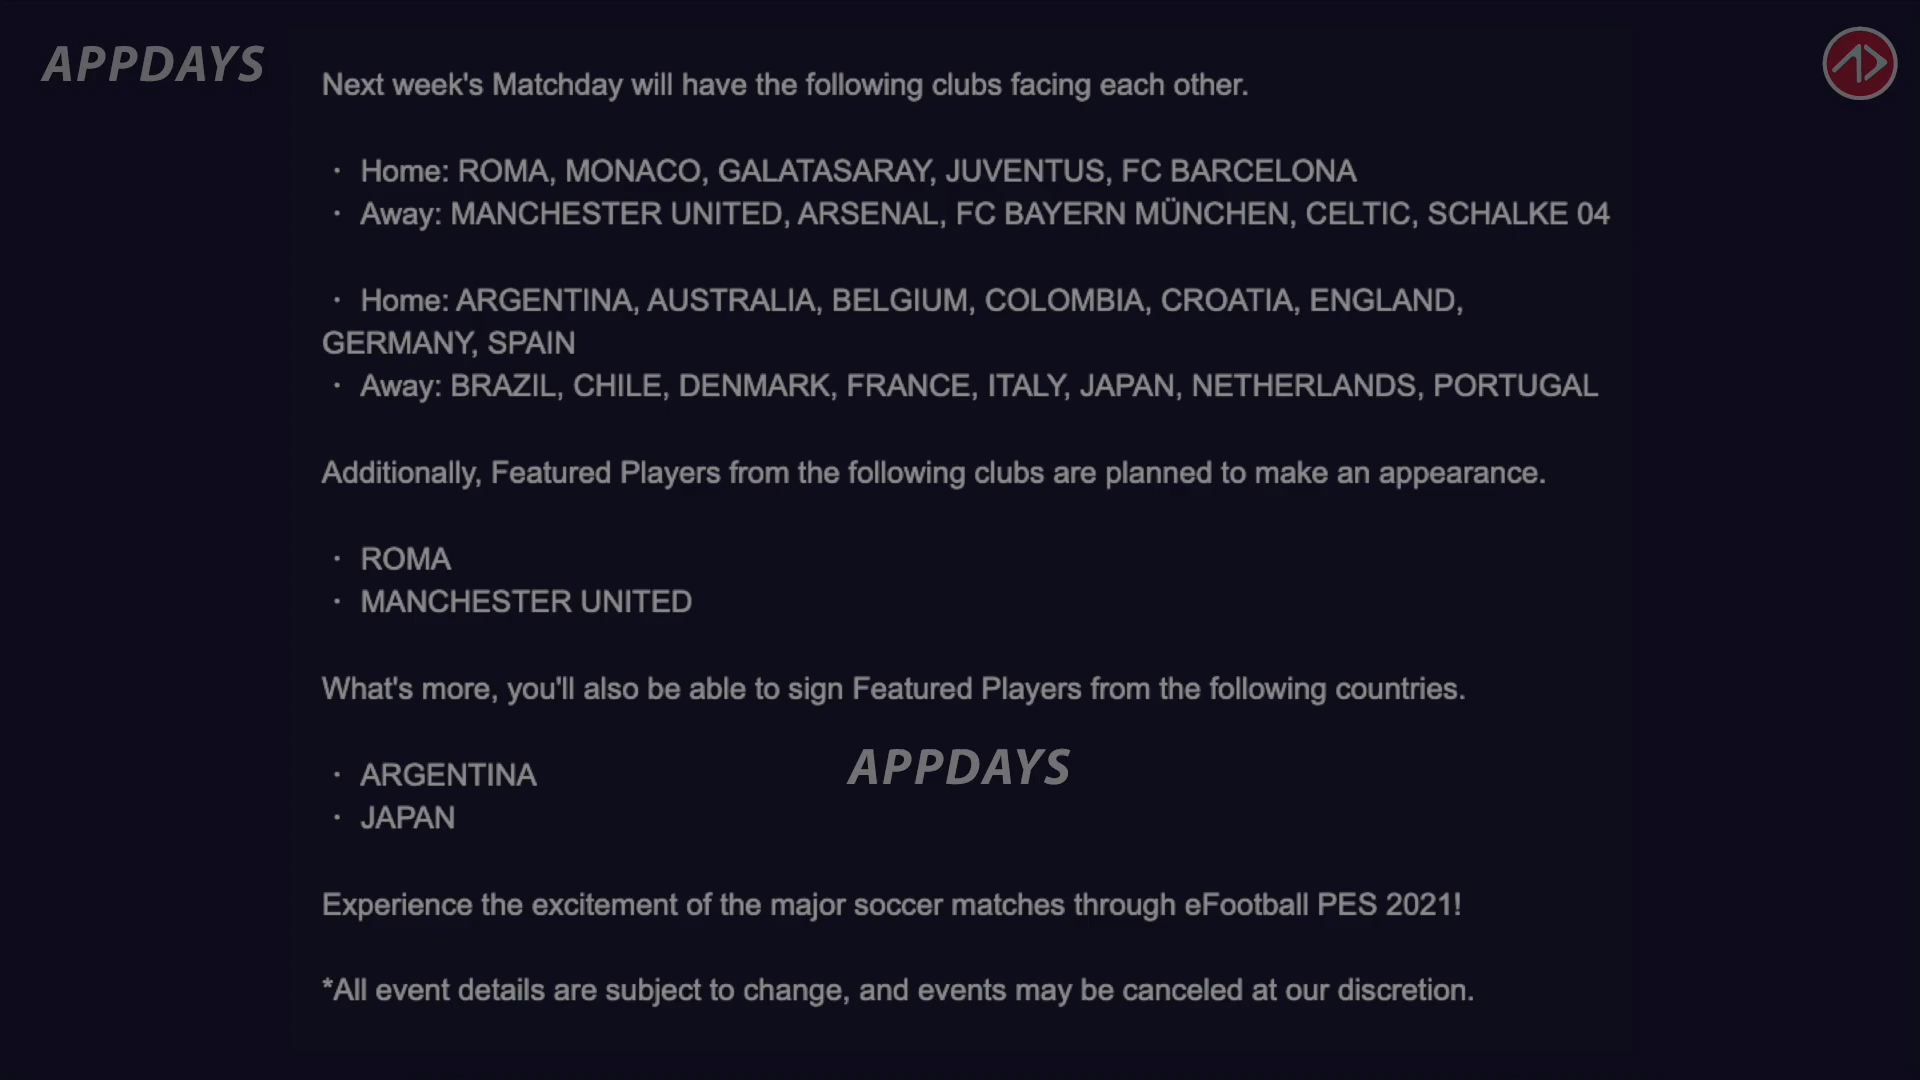 APPDAYS
Next week's Matchday will have the following clubs facing each other.
・ Home: ROMA, MONACO, GALATASARAY, JUVENTUS, FC BARCELONA
・ Away: MANCHESTER UNITED, ARSENAL, FC BAYERN MÜNCHEN, CELTIC, SCHALKE 04
・ Home: ARGENTINA, AUSTRALIA, BELGIUM, COLOMBIA, CROATIA, ENGLAND,
GERMANY, SPAIN
・ Away: BRAZIL, CHILE, DENMARK, FRANCE, ITALY, JAPAN, NETHERLANDS, PORTUGAL
Additionally, Featured Players from the following clubs are planned to make an appearance.
・ ROMA
・ MANCHESTER UNITED
What's more, you'll also be able to sign Featured Players from the following countries.
APPDAYS
・ ARGENTINA
・ JAPAN
Experience the excitement of the major soccer matches through eFootball PES 2021!
*All event details are subject to change, and events may be canceled at our discretion.